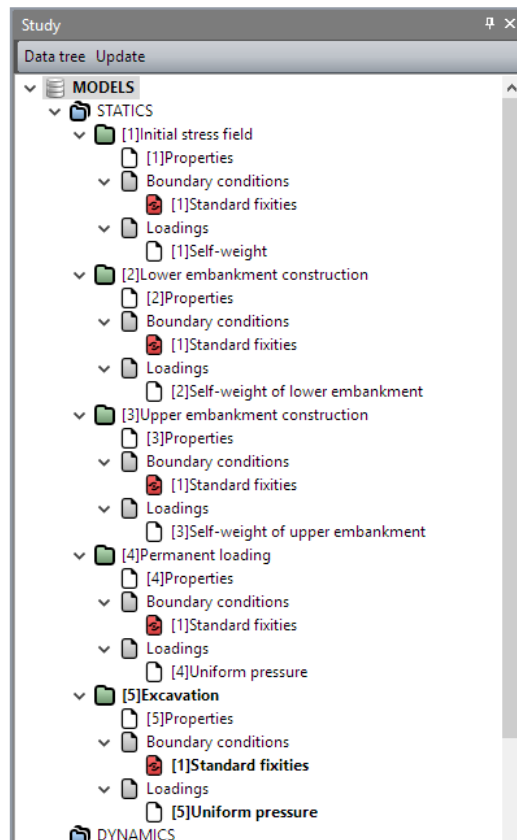 Study
Data tree Update
MODELS
STATICS
[1]Initial stress field
[1]Properties
Boundary conditions
[1]Standard fixities
Loadings
[1]Self-weight
[2]Lower embankment construction
[2]Properties
Boundary conditions
[1]Standard fixities
Loadings
[2]Self-weight of lower embankment
[3]Upper embankment construction
[3]Properties
Boundary conditions
[1]Standard fixities
Loadings
[3]Self-weight of upper embankment
[4]Permanent loading
[4]Properties
Boundary conditions
[1]Standard fixities
Loadings
[4]Uniform pressure
[5]Excavation
[5]Properties
Boundary conditions
[1]Standard fixities
Loadings
[5]Uniform pressure
DYNAMICS